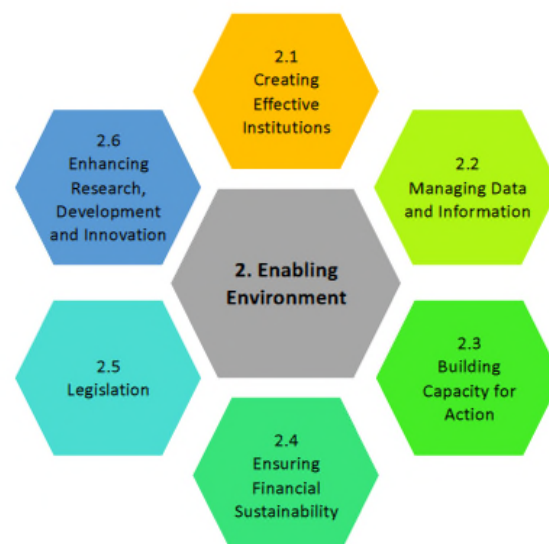 2.1
Creating
Effective
Institutions
2.2
Managing Data
and Information
2.3
Building
Capacity for
Action
2.4
Ensuring
Financial
Sustainability
2.5
Legislation
2.6
Enhancing
Research,
Development
and Innovation
2. Enabling
Environment